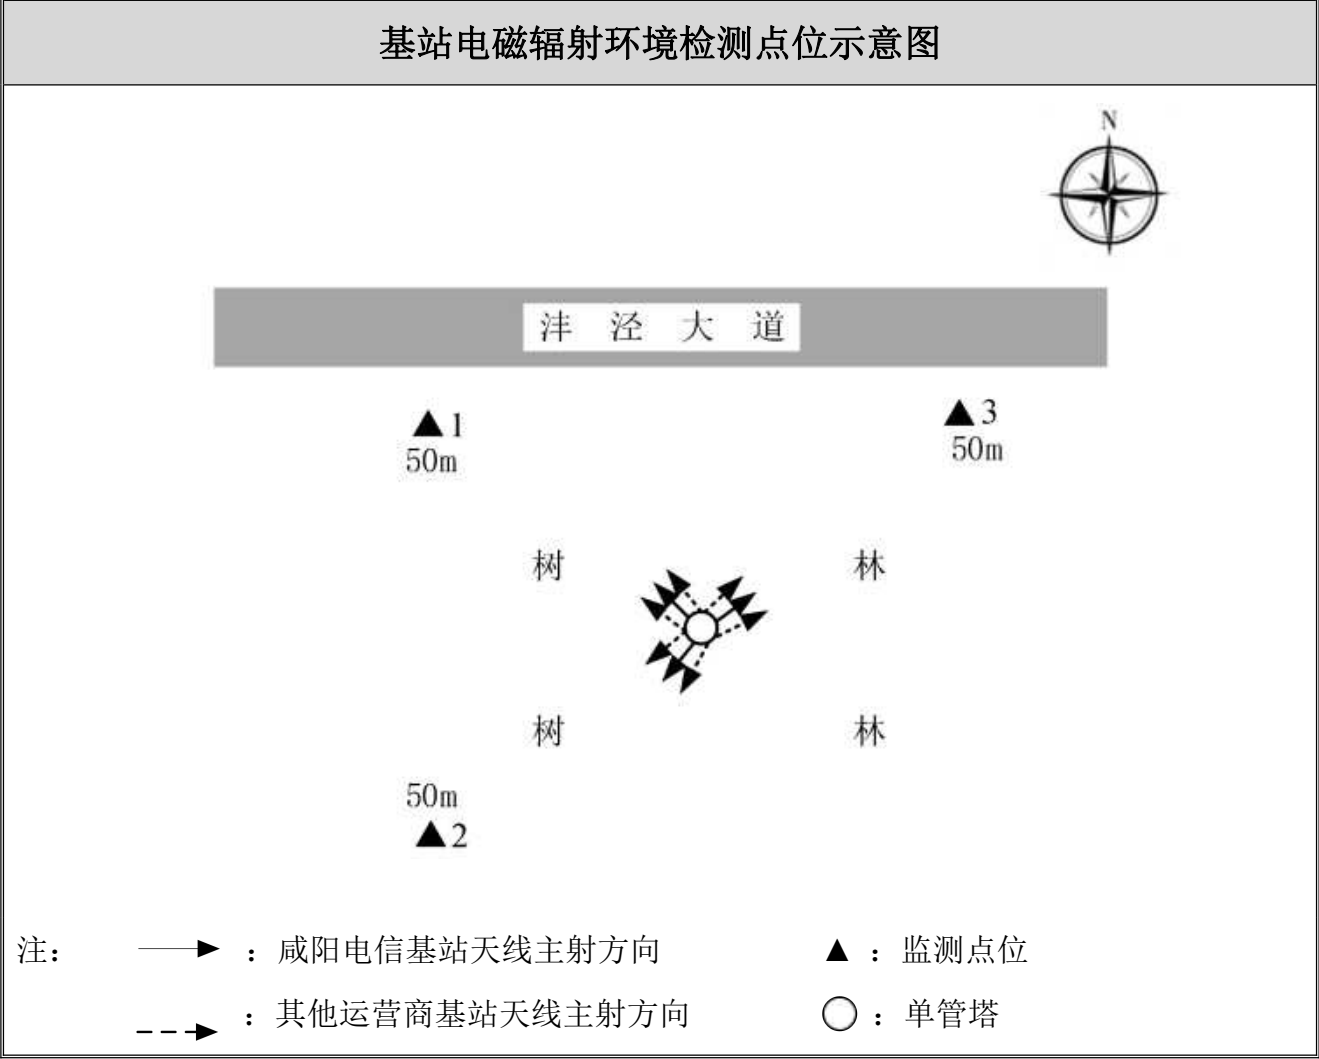 基站电磁辐射环境检测点位示意图
N
沣泾大道
▲1
50m
▲3
50m
树 林
树 林
50m
▲2
注： ：咸阳电信基站天线主射方向 ▲：监测点位
：其他运营商基站天线主射方向 ：单管塔